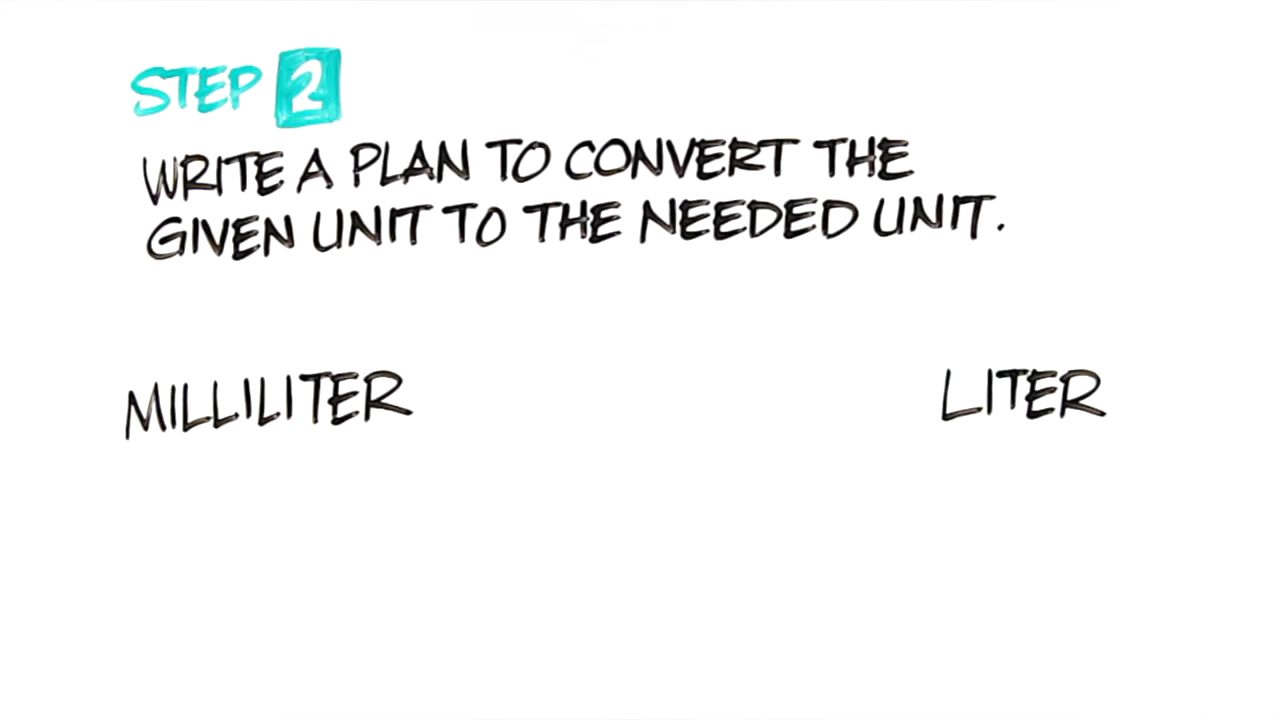 STEP 2
WRITE A PLAN TO CONVERT THE
GIVEN UNIT TO THE NEEDED UNIT.
MILLILITER LITER